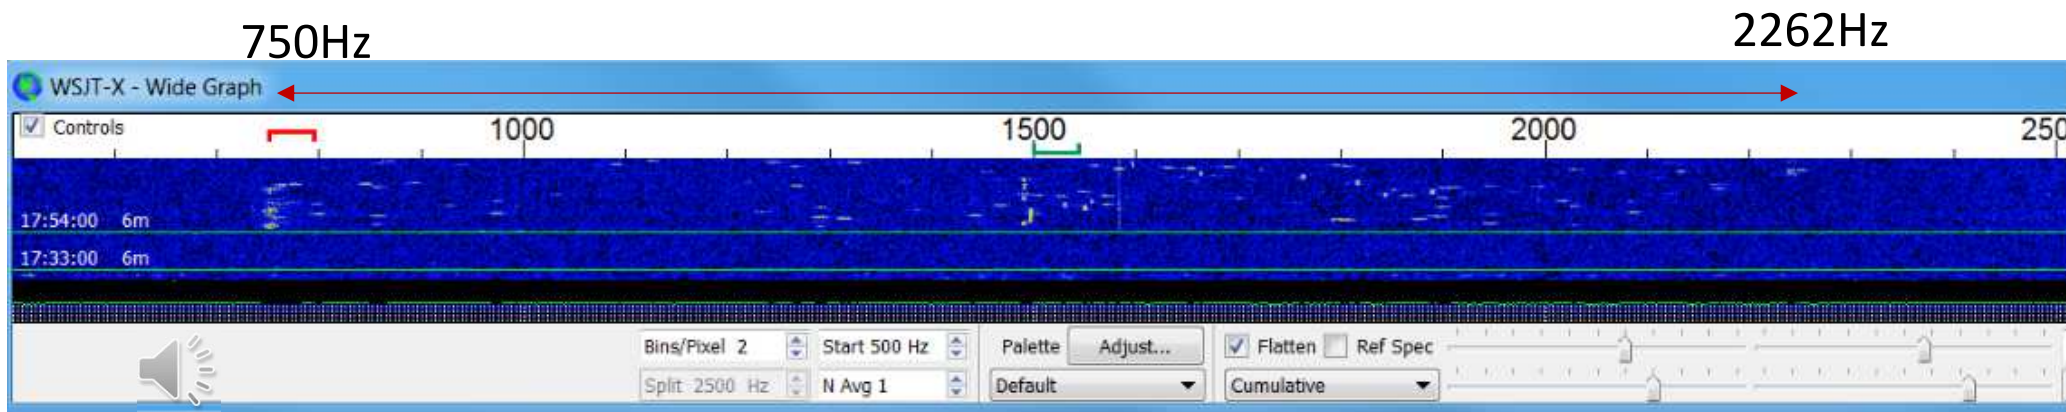 750Hz 2262Hz
WSJT-X - Wide Graph
Controls 1000 1500 2000 250
17:54:00 6m
17:33:00 6m
Bins/Pixel 2 Start 500 Hz Palette Adjust... Flatten Ref Spec
Split 2500 Hz N Avg 1 Default Cumulative